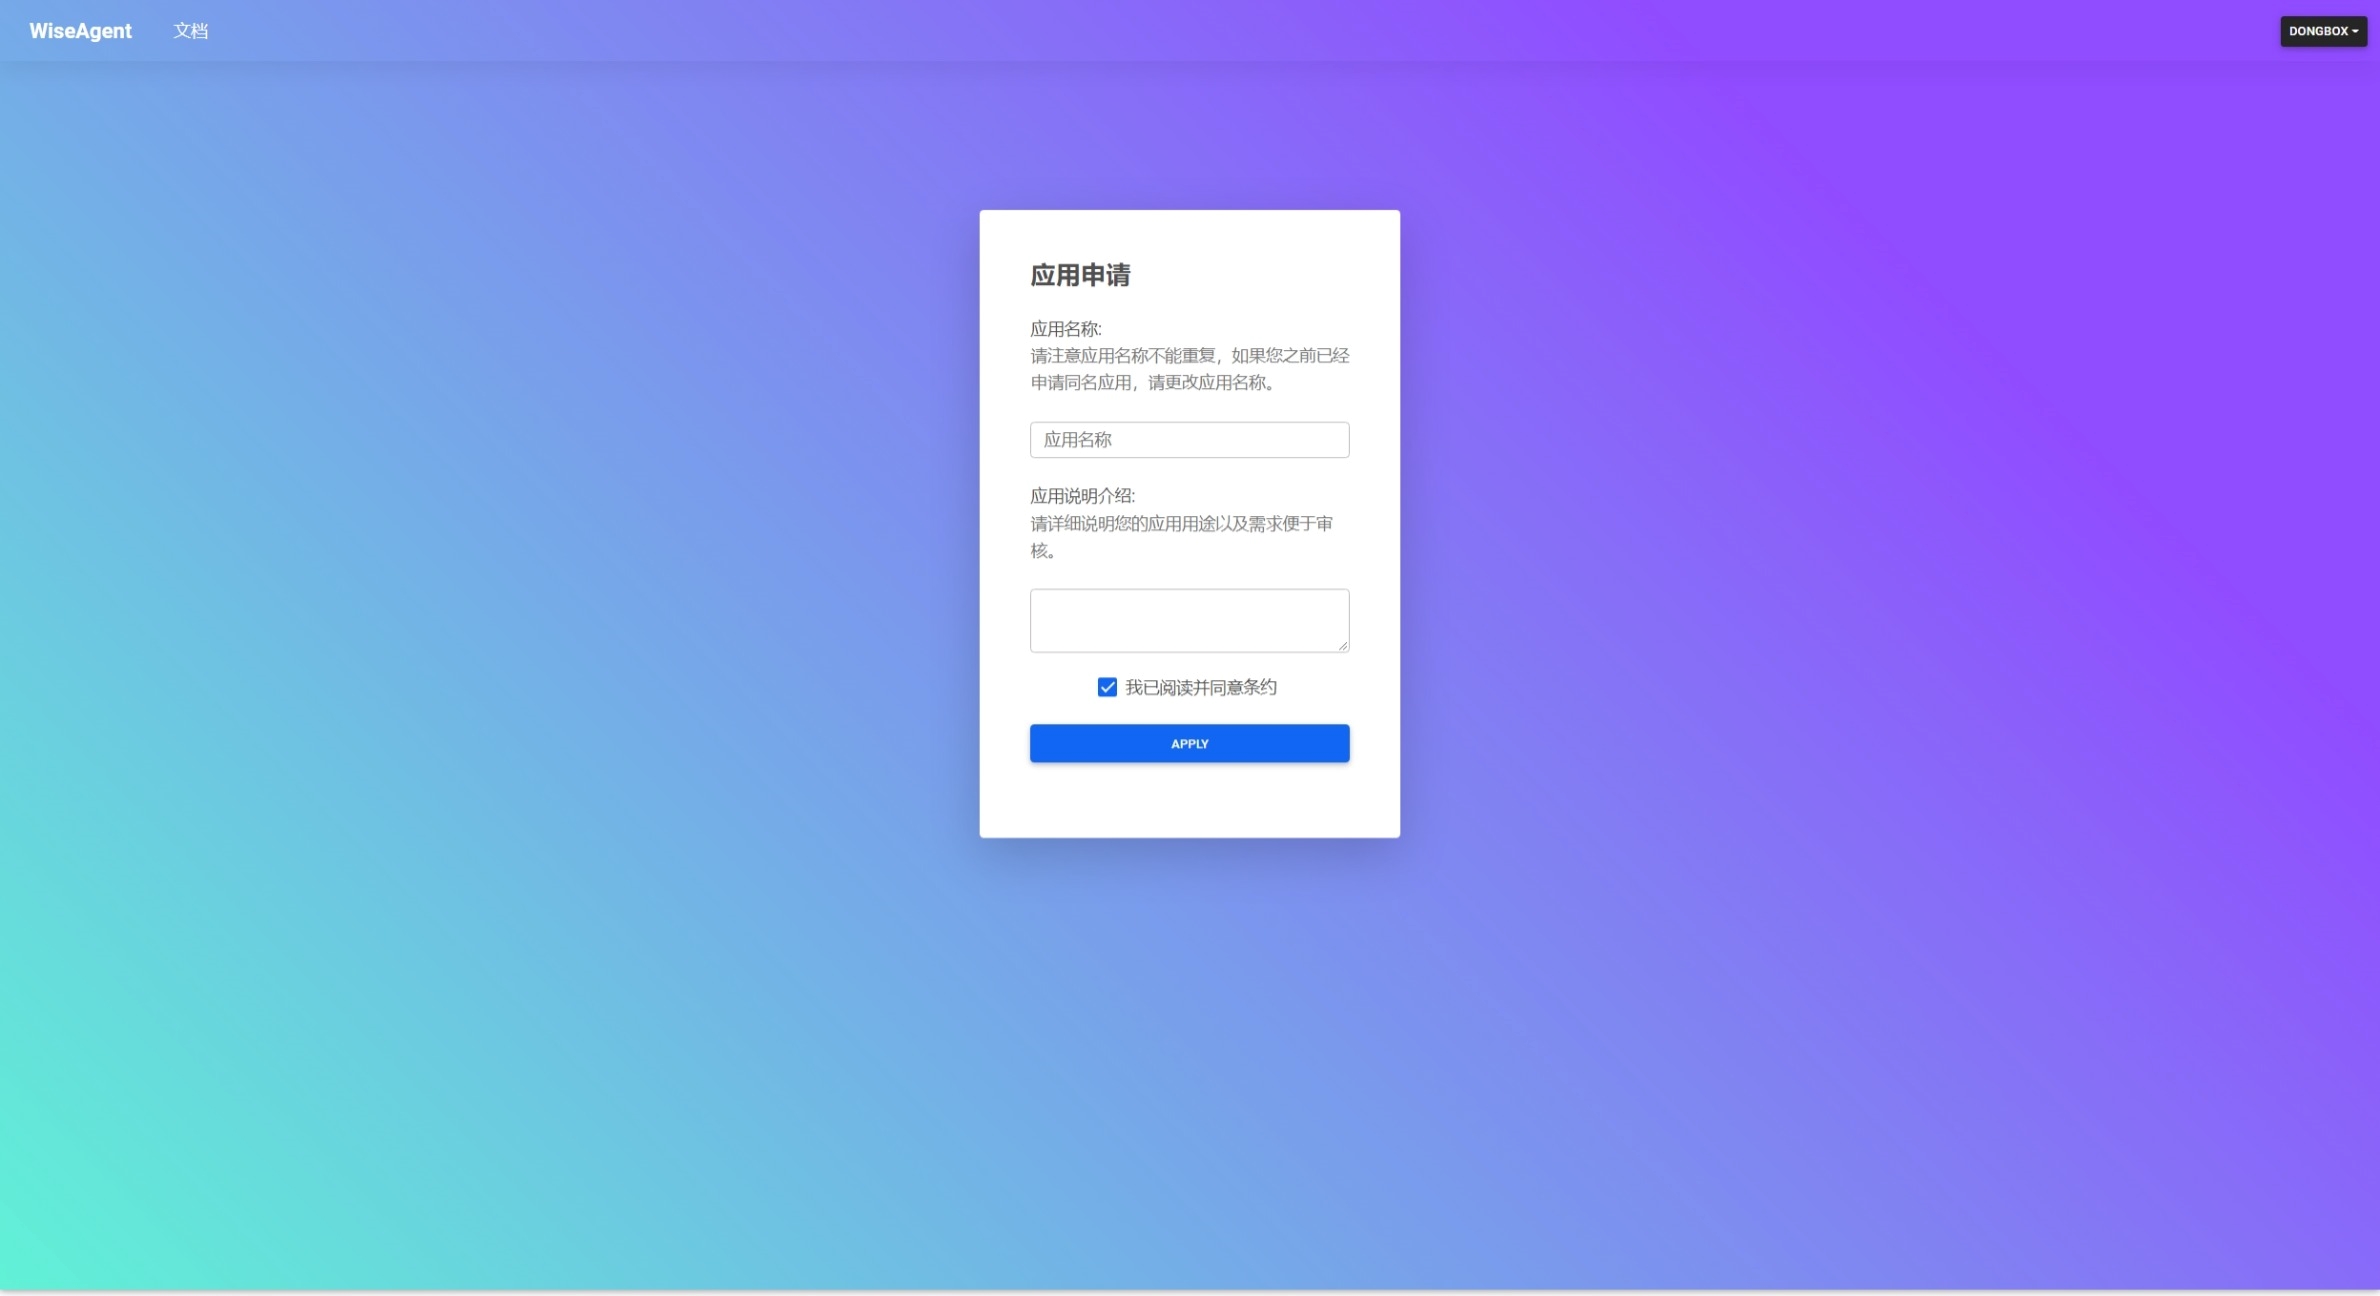 WiseAgent
文档
DONGBOX
应用申请
应用名称:
请注意应用名称不能重复，如果您之前已经
申请同名应用，请更改应用名称。
应用名称
应用说明介绍:
请详细说明您的应用用途以及需求便于审
核。
我已阅读并同意条约
APPLY